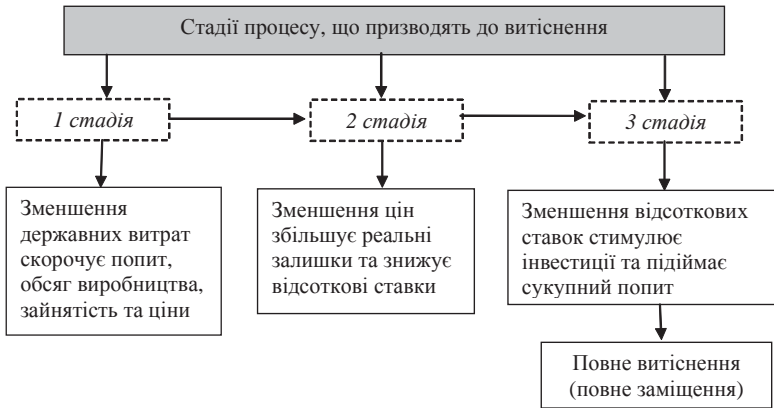 Стадії процесу, що призводять до витіснення
1 стадія
2 стадія
3 стадія
Зменшення
державних витрат
скорочує попит,
обсяг виробництва,
зайнятість та ціни
Зменшення цін
збільшує реальні
залишки та знижує
відсоткові ставки
Зменшення відсоткових
ставок стимулює
інвестиції та підіймає
сукупний попит
Повне витіснення
(повне заміщення)